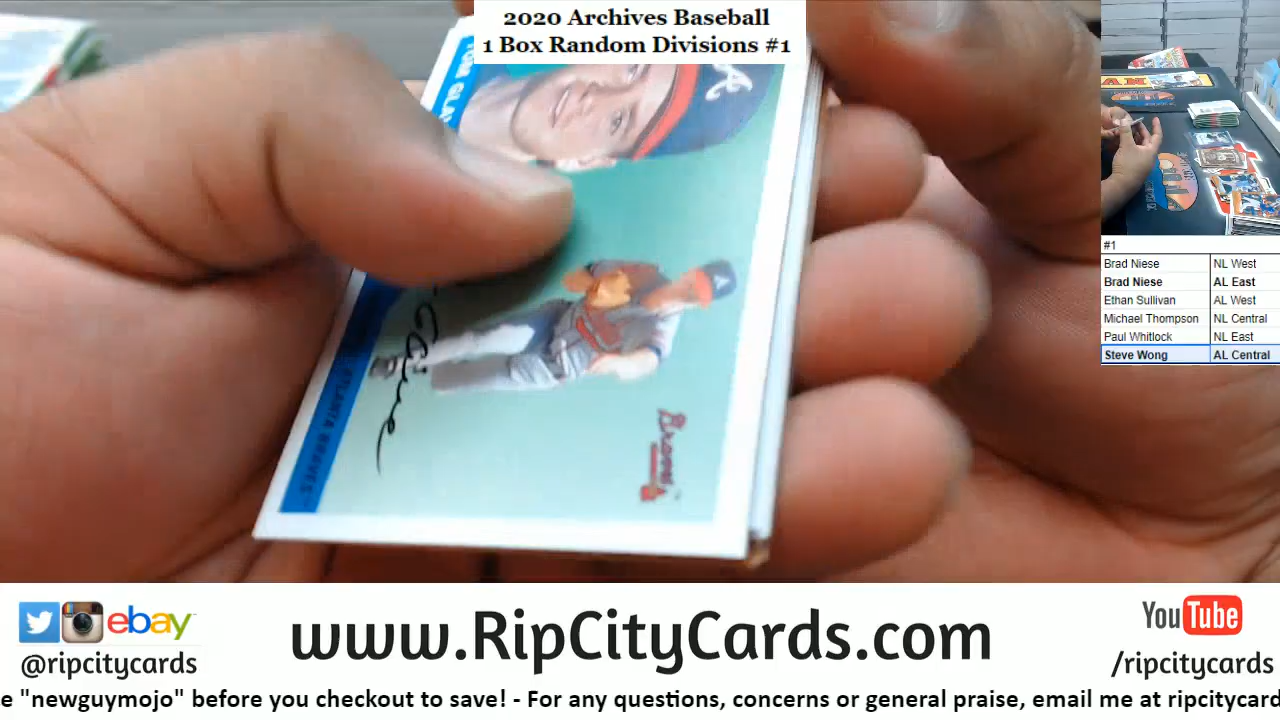 2020 Archives Baseball
1 Box Random Divisions #1
TOM GLA
ATLANTA BRAVES
Braves
A
A
#1
Brad Niese NL West
Brad Niese AL East
Ethan Sullivan AL West
Michael Thompson NL Central
Paul Whitlock NL East
Steve Wong AL Central
ebay
@ripcitycards
www.RipCityCards.com
YouTube
/ripcitycards
e "newguymojo" before you checkout to save! - For any questions, concerns or general praise, email me at ripcitycard